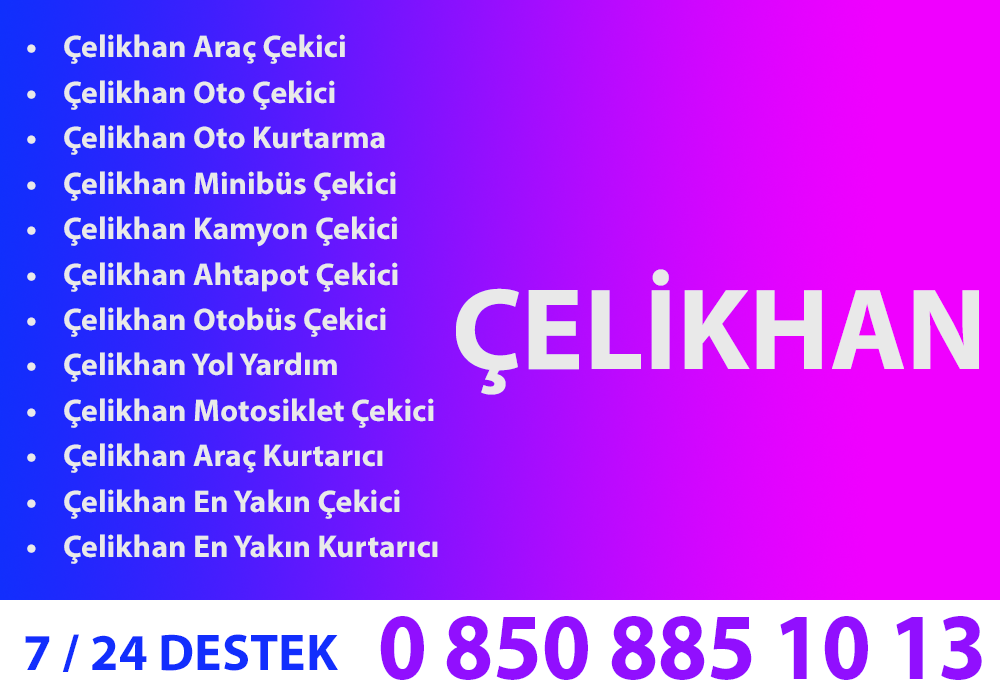 • Çelikhan Araç Çekici
• Çelikhan Oto Çekici
• Çelikhan Oto Kurtarma
• Çelikhan Minibüs Çekici
• Çelikhan Kamyon Çekici
• Çelikhan Ahtapot Çekici
• Çelikhan Otobüs Çekici
• Çelikhan Yol Yardım
• Çelikhan Motosiklet Çekici
• Çelikhan Araç Kurtarıcı
• Çelikhan En Yakın Çekici
• Çelikhan En Yakın Kurtarıcı
ÇELİKHAN
7 / 24 DESTEK 0 850 885 10 13